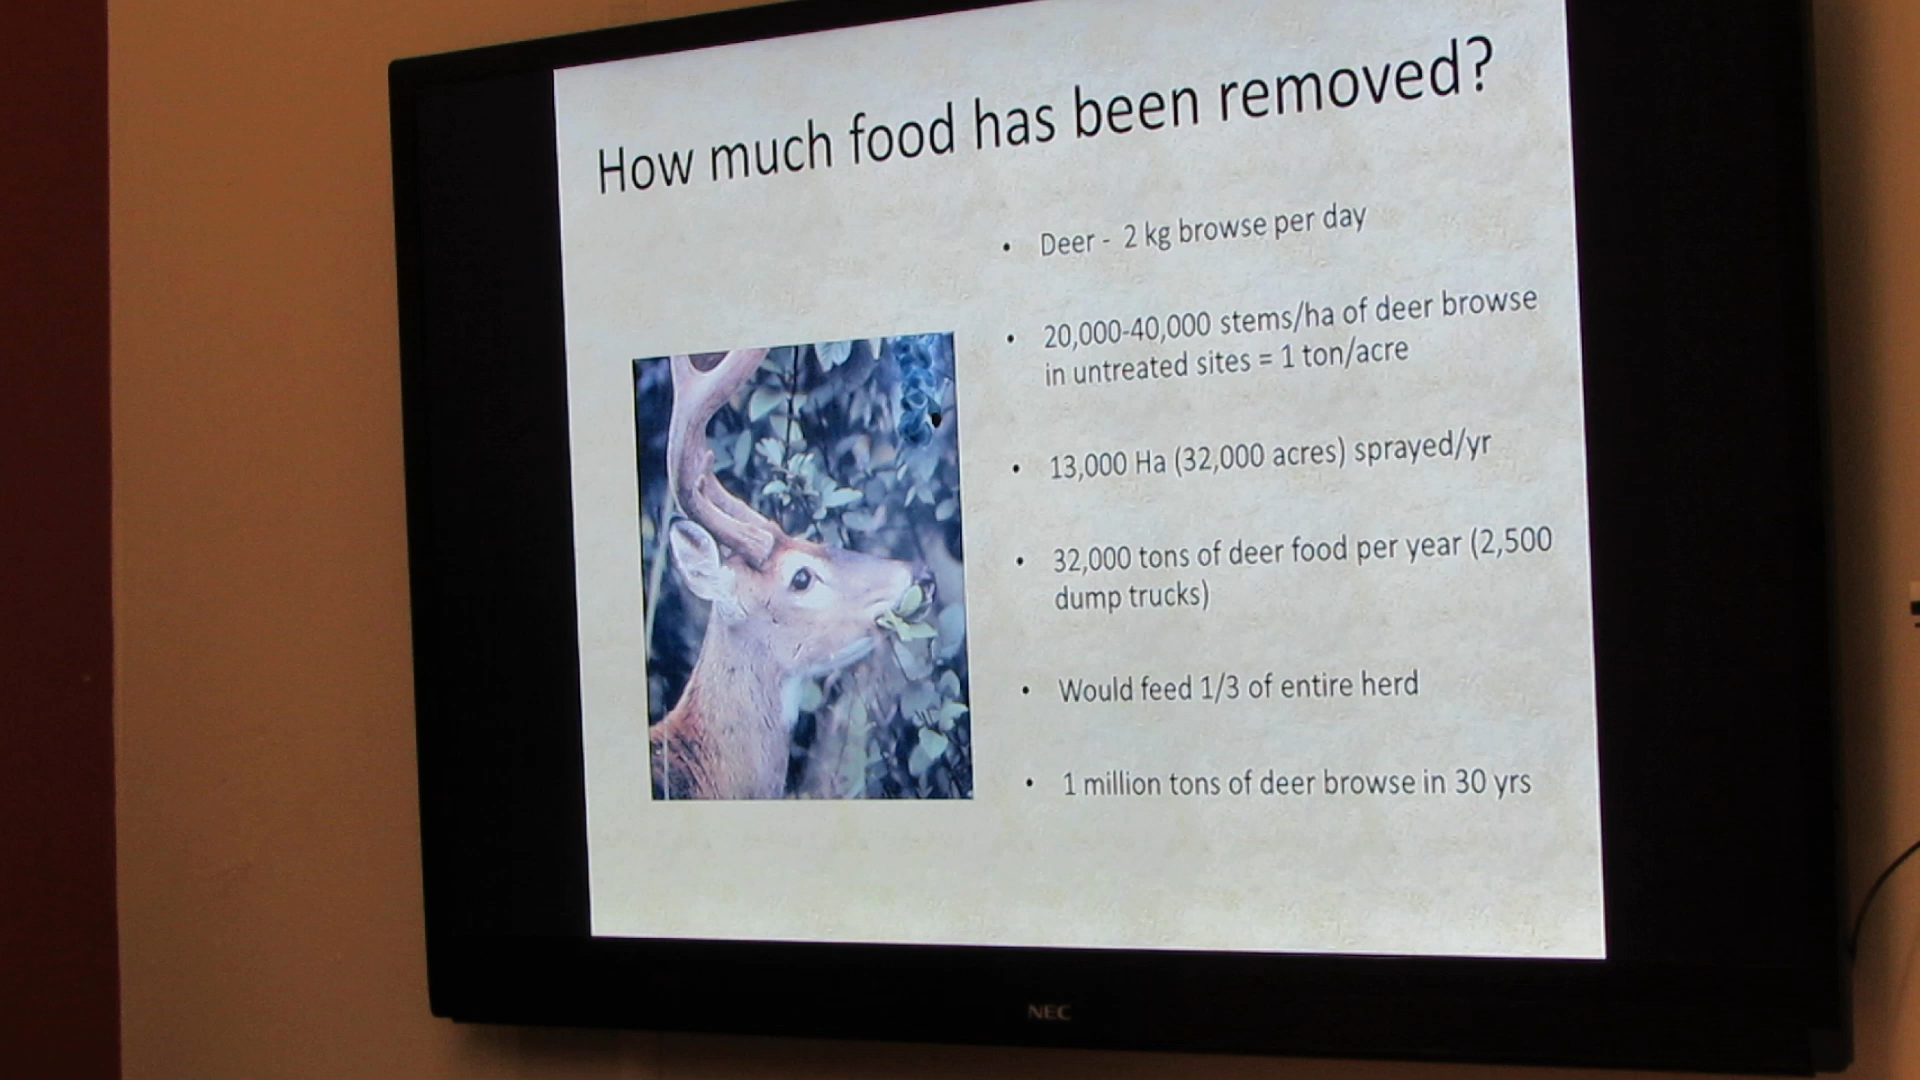 How much food has been removed?
• Deer - 2 kg browse per day
• 20,000-40,000 stems/ha of deer browse
in untreated sites = 1 ton/acre
• 13,000 Ha (32,000 acres) sprayed/yr
• 32,000 tons of deer food per year (2,500
dump trucks)
• Would feed 1/3 of entire herd
• 1 million tons of deer browse in 30 yrs
NEC